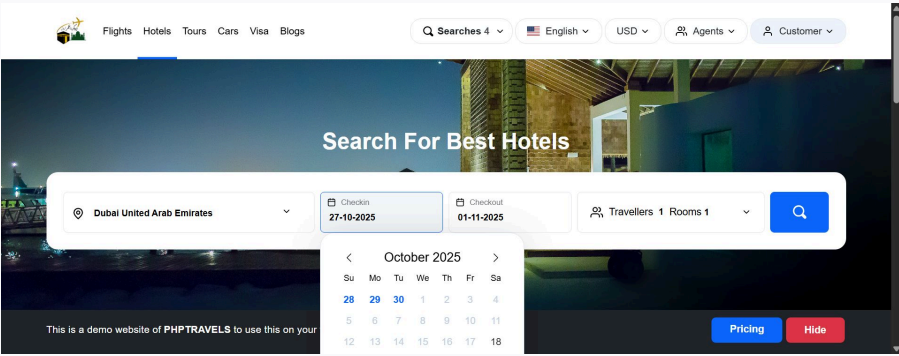 Flights Hotels Tours Cars Visa Blogs Searches 4 English USD Agents Customer
Search For Best Hotels
Checkin Checkout
Dubai United Arab Emirates 27-10-2025 01-11-2025 Travellers 1 Rooms 1
October 2025
Su Mo Tu We Th Fr Sa
28 29 30 1 2 3 4
5 6 7 8 9 10 11
12 13 14 15 16 17 18
This is a demo website of PHPTRAVELS to use this on your
Pricing Hide